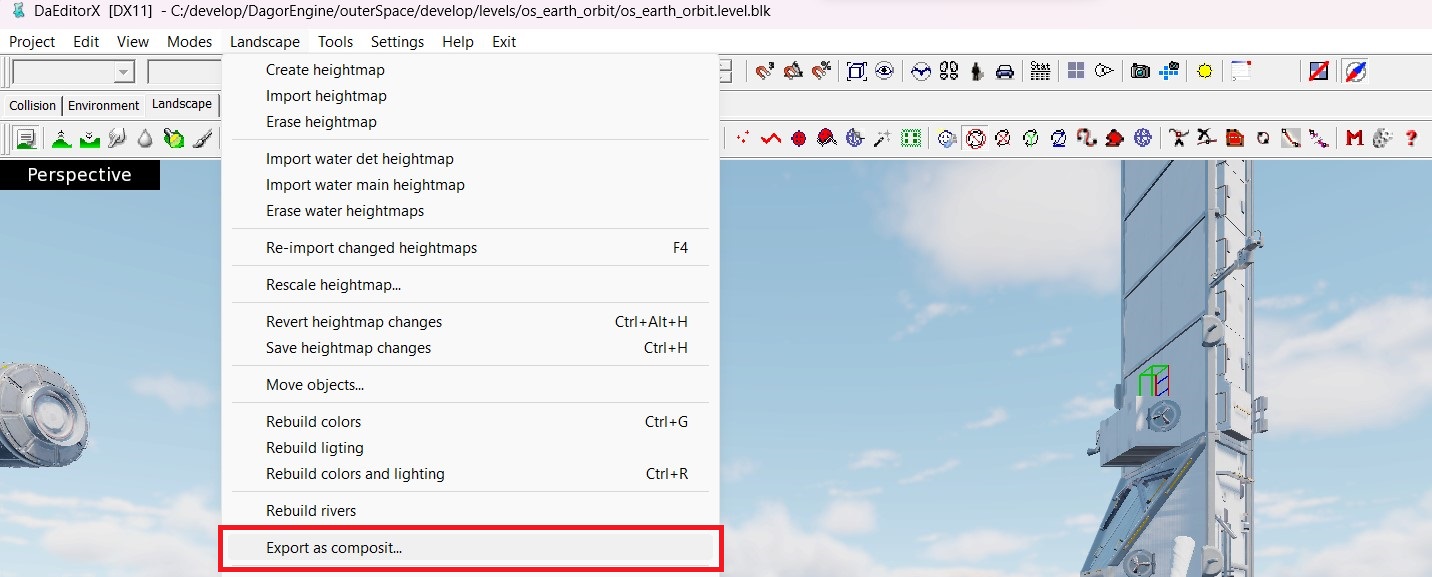 DaEditorX [DX11] - C:/develop/DagorEngine/outerSpace/develop/levels/os_earth_orbit/os_earth_orbit.level.blk
Project Edit View Modes Landscape Tools Settings Help Exit
Stat
Collision Environment Landscape
M ?
Perspective
Create heightmap
Import heightmap
Erase heightmap
Import water det heightmap
Import water main heightmap
Erase water heightmaps
Re-import changed heightmaps F4
Rescale heightmap...
Revert heightmap changes Ctrl+Alt+H
Save heightmap changes Ctrl+H
Move objects...
Rebuild colors Ctrl+G
Rebuild ligting
Rebuild colors and lighting Ctrl+R
Rebuild rivers
Export as composit...